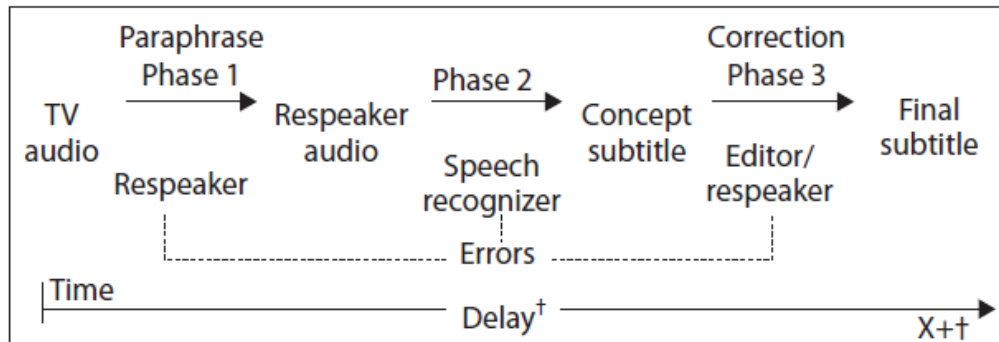 Paraphrase
Phase 1
Phase 2
Correction
Phase 3
TV
audio
Respeaker
audio
Concept
subtitle
Final
subtitle
Respeaker
Speech
recognizer
Editor/
respeaker
Errors
Time
Delay†
X+†